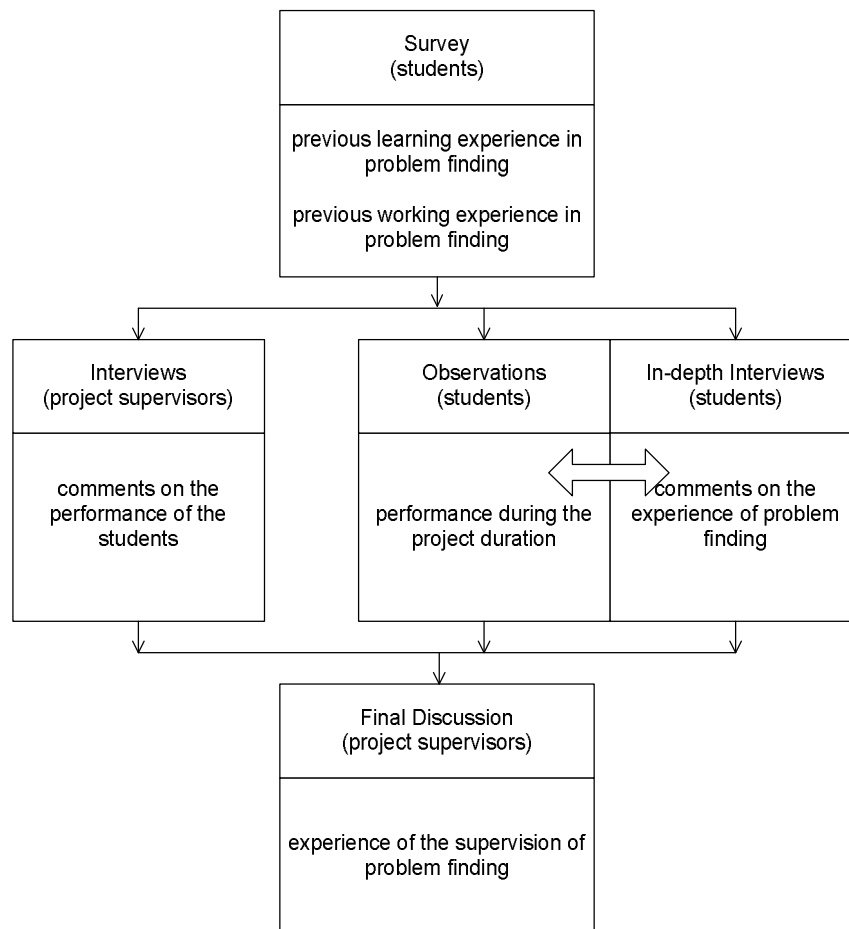 Survey
(students)
previous learning experience in
problem finding
previous working experience in
problem finding
Interviews
(project supervisors)
comments on the
performance of the
students
Observations
(students)
performance during the
project duration
In-depth Interviews
(students)
comments on the
experience of problem
finding
Final Discussion
(project supervisors)
experience of the supervision of
problem finding